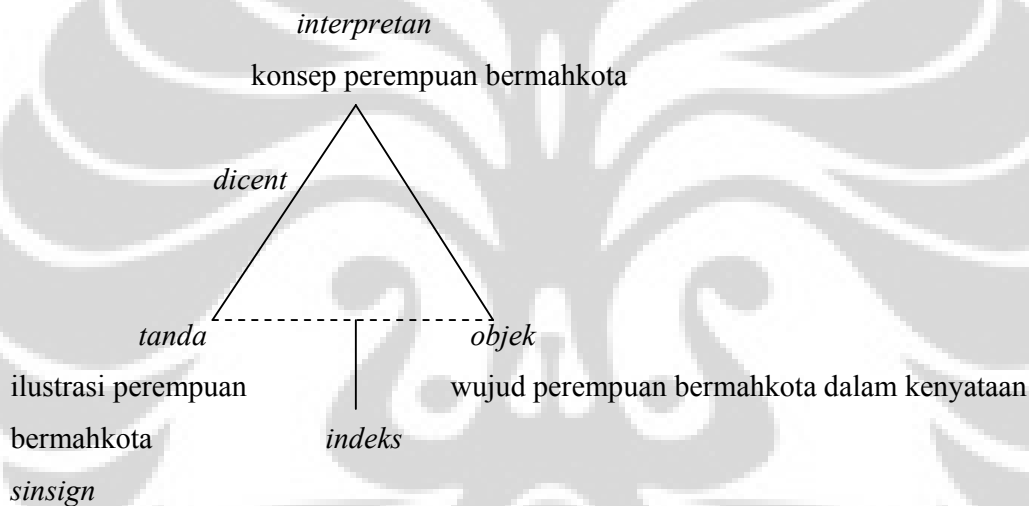 interpretan
konsep perempuan bermahkota
dicent
tanda objek
ilustrasi perempuan wujud perempuan bermahkota dalam kenyataan
bermahkota indeks
sinsign